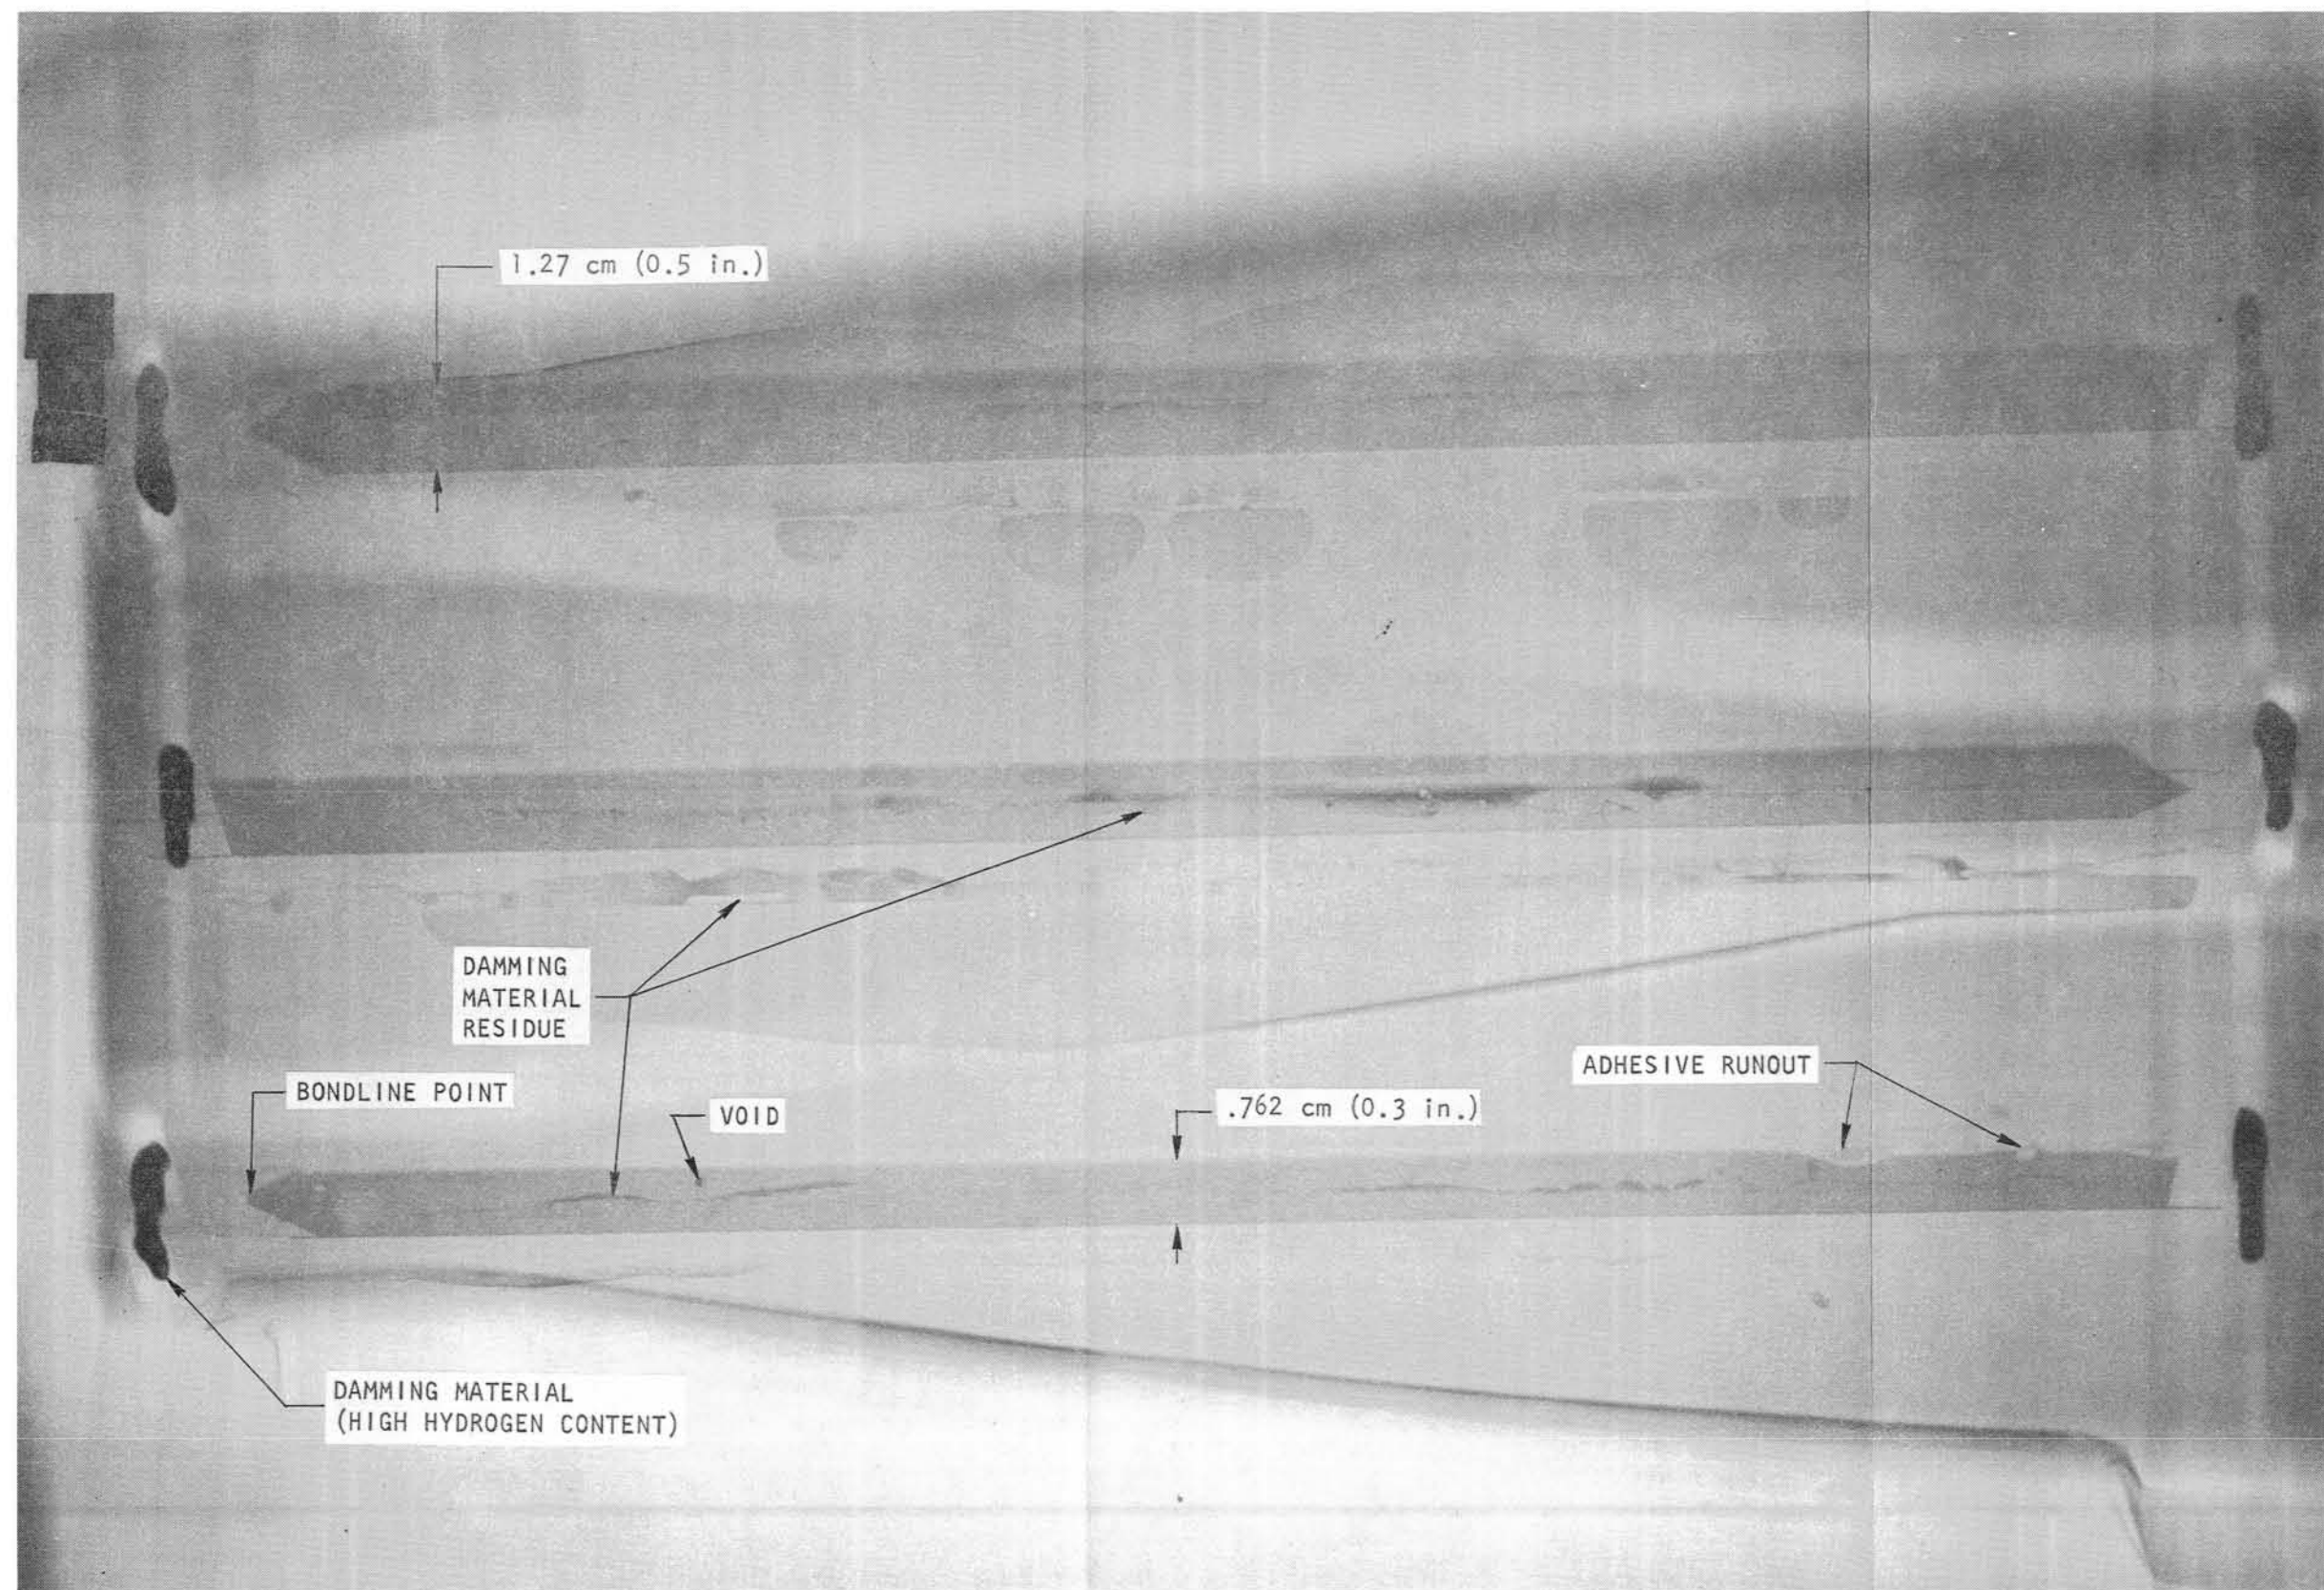 1.27 cm (0.5 in.)
DAMMING
MATERIAL
RESIDUE
BONDLINE POINT
VOID
.762 cm (0.3 in.)
ADHESIVE RUNOUT
DAMMING MATERIAL
(HIGH HYDROGEN CONTENT)